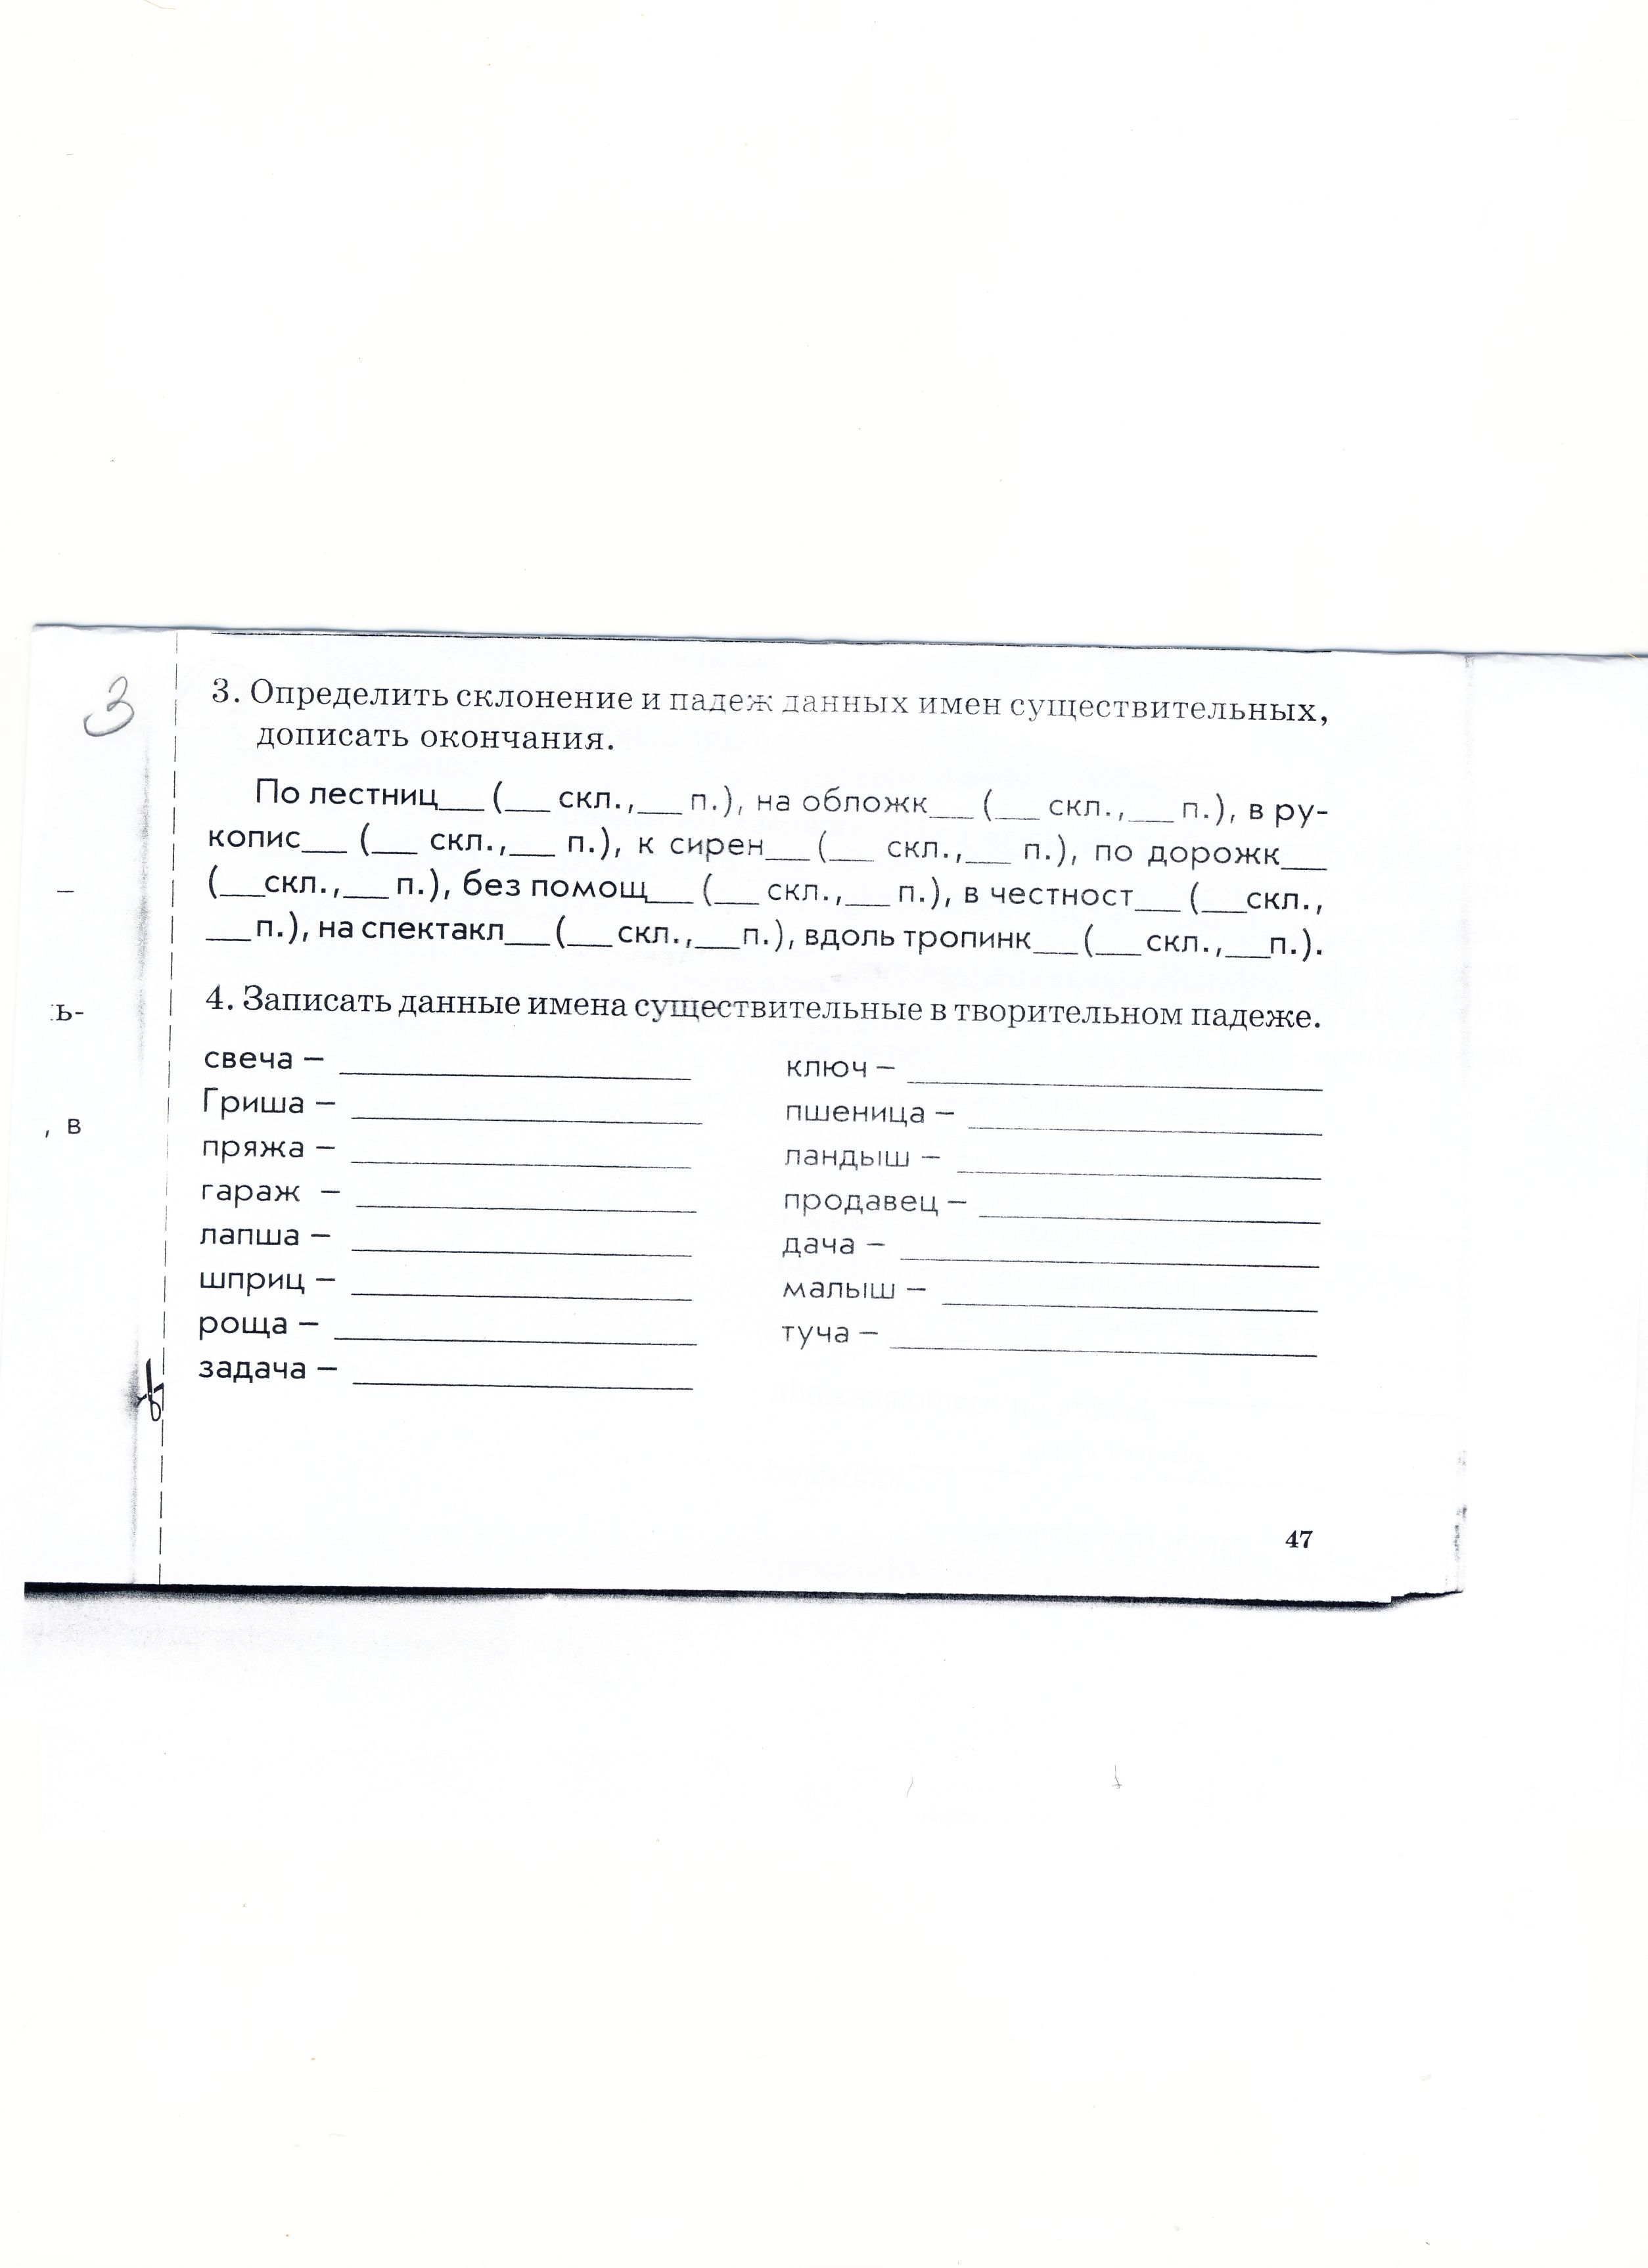 3
3. Определить склонение и падеж данных имен существительных,
дописать окончания.
По лестниц___ (___ скл.,___ п.), на обложк___ (___ скл.,___ п.), в ру-
копис___ (___ скл.,___ п.), к сирен___ (___ скл.,___ п.), по дорожк___
(___скл.,___ п.), без помощ___ (___ скл.,___ п.), в честност___ (___скл.,
___п.), на спектакл___ (___ скл.,___п.), вдоль тропинк___ (___ скл.,___п.).
4. Записать данные имена существительные в творительном падеже.
свеча –
Гриша –
пряжа –
гараж –
лапша –
шприц –
роща –
задача –
ключ –
пшеница –
ландыш –
продавец –
дача –
малыш –
туча –
–
ь-
, в
47